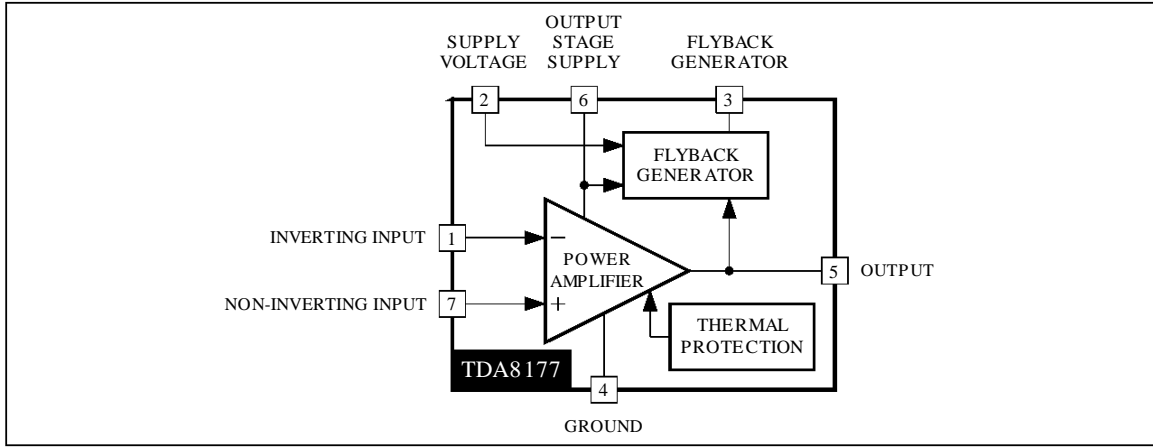 SUPPLY
VOLTAGE
OUTPUT
STAGE
SUPPLY
FLYBACK
GENERATOR
2
6
3
FLYBACK
GENERATOR
INVERTING INPUT
1
−
POWER
AMPLIFIER
5
OUTPUT
NON-INVERTING INPUT
7
+
THERMAL
PROTECTION
TDA8177
4
GROUND